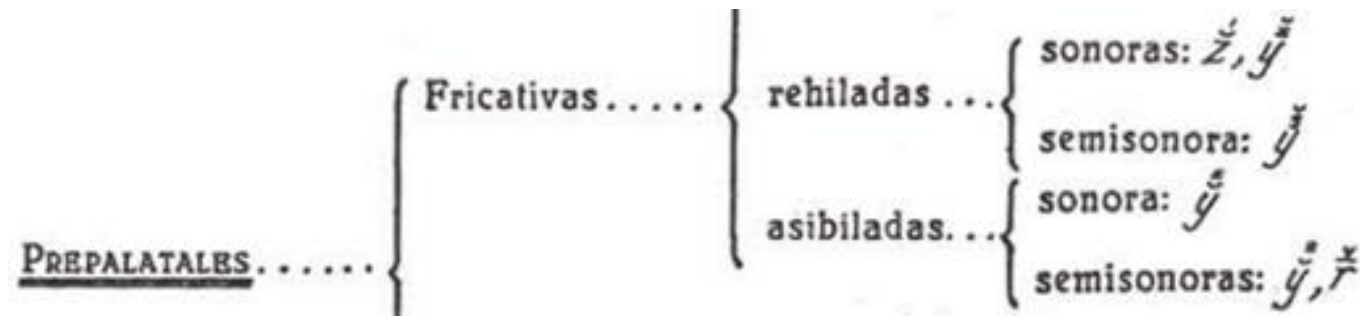 sonoras: ž,
Fricativas..... rehiladas...
semisonora:
sonora:
asibiladas...
PREPALATALES......
semisonoras: